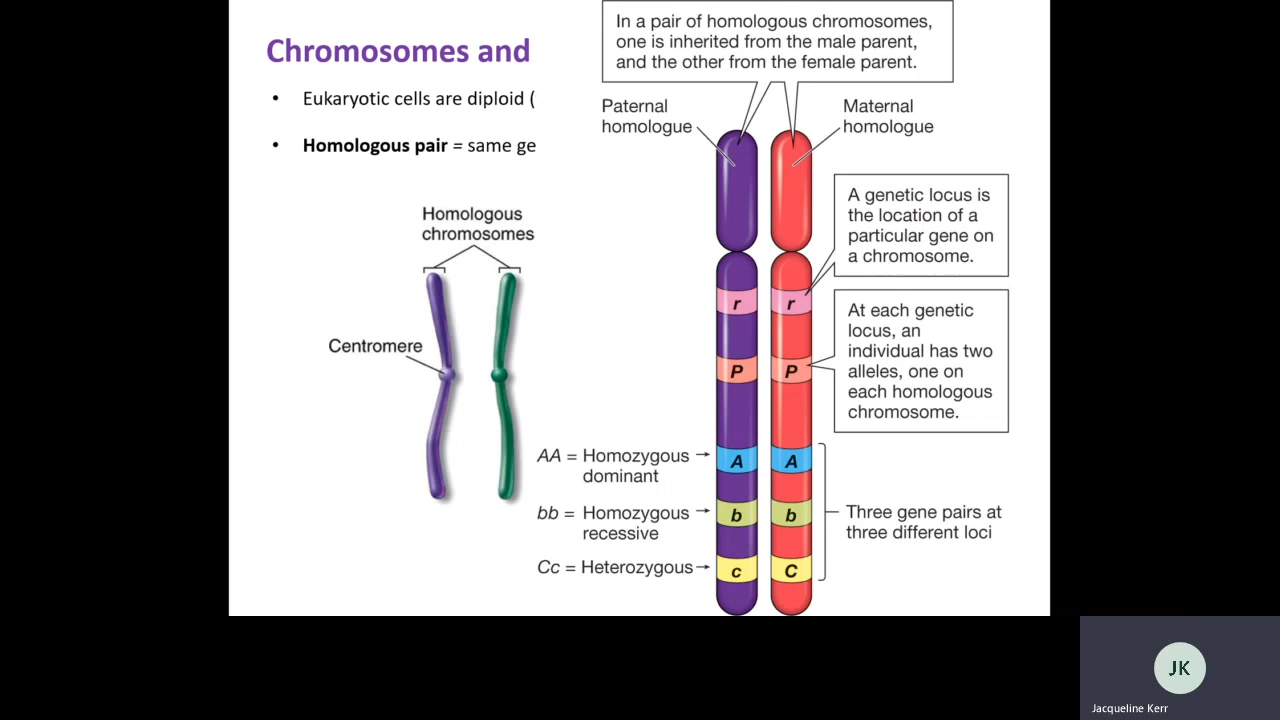 In a pair of homologous chromosomes,
one is inherited from the male parent,
and the other from the female parent.
Chromosomes and
• Eukaryotic cells are diploid (
• Homologous pair = same ge
Paternal
homologue
Maternal
homologue
A genetic locus is
the location of a
particular gene on
a chromosome.
Homologous
chromosomes
Centromere
r r
At each genetic
locus, an
individual has two
alleles, one on
each homologous
chromosome.
P P
AA = Homozygous
dominant
A A
bb = Homozygous
recessive
b b
Three gene pairs at
three different loci
Cc = Heterozygous
c C
JK
Jacqueline Kerr